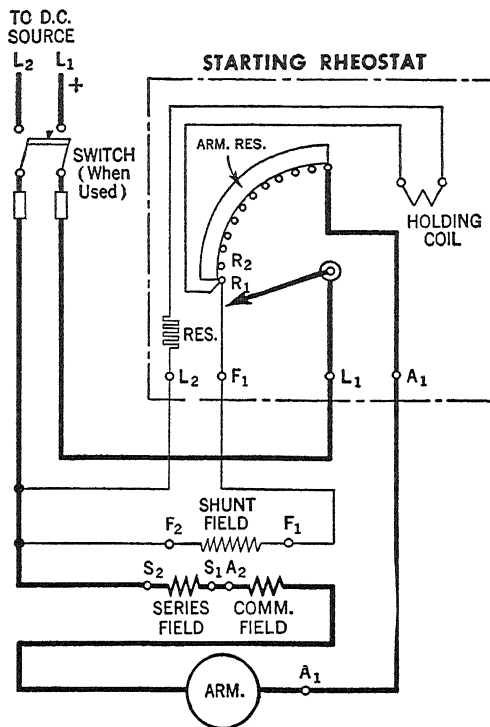 TO D.C.
SOURCE
L2 L1
+
STARTING RHEOSTAT
SWITCH
(When
Used)
ARM. RES.
HOLDING
COIL
R2
R1
RES.
L2 F1 L1 A1
SHUNT
FIELD
F2 F1
S2 S1 A2
SERIES
FIELD
COMM.
FIELD
ARM.
A1